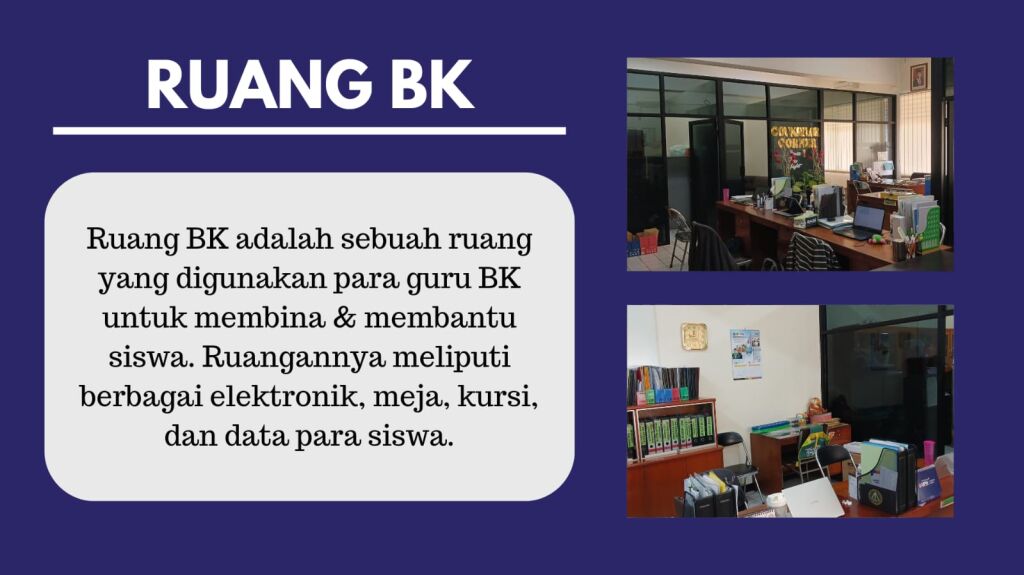 RUANG BK
Ruang BK adalah sebuah ruang
yang digunakan para guru BK
untuk membina & membantu
siswa. Ruangannya meliputi
berbagai elektronik, meja, kursi,
dan data para siswa.